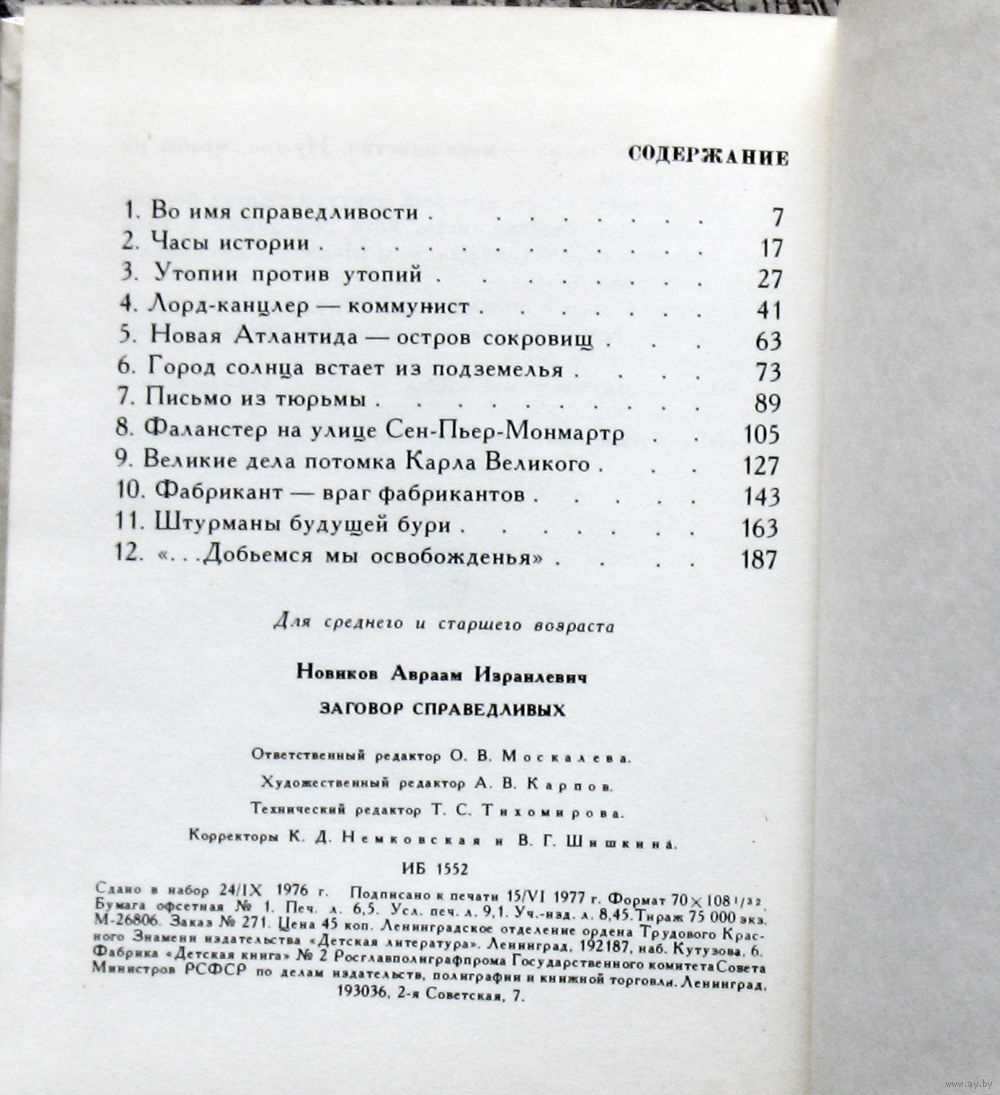 СОДЕРЖАНИЕ
1. Во имя справедливости . . . . . . . 7
2. Часы истории . . . . . . . . . 17
3. Утопии против утопий . . . . . . . 27
4. Лорд-канцлер — коммунист . . . . . . 41
5. Новая Атлантида — остров сокровищ . . . 63
6. Город солнца встает из подземелья . . . . 73
7. Письмо из тюрьмы . . . . . . . . 89
8. Фаланстер на улице Сен-Пьер-Монмартр . . 105
9. Великие дела потомка Карла Великого . . . 127
10. Фабрикант — враг фабрикантов . . . . . 143
11. Штурманы будущей бури . . . . . . 163
12. «...Добьемся мы освобожденья» . . . . 187
Для среднего и старшего возраста
Новиков Авраам Израилевич
ЗАГОВОР СПРАВЕДЛИВЫХ
Ответственный редактор О. В. Москалева.
Художественный редактор А. В. Карпов.
Технический редактор Т. С. Тихомирова.
Корректоры К. Д. Немковская и В. Г. Шишкина.
ИБ 1552
Сдано в набор 24/IX 1976 г. Подписано к печати 15/VI 1977 г. Формат 70×108 1/32.
Бумага офсетная № 1. Печ. л. 6,5. Усл. печ. л. 9,1. Уч.-изд. л. 8,45. Тираж 75 000 экз.
М-26806. Заказ № 271. Цена 45 коп. Ленинградское отделение ордена Трудового Крас-
ного Знамени издательства «Детская литература». Ленинград, 192187, наб. Кутузова, 6.
Фабрика «Детская книга» № 2 Росглавполиграфпрома Государственного комитета Совета
Министров РСФСР по делам издательств, полиграфии и книжной торговли. Ленинград,
193036, 2-я Советская, 7.
www.ay.by